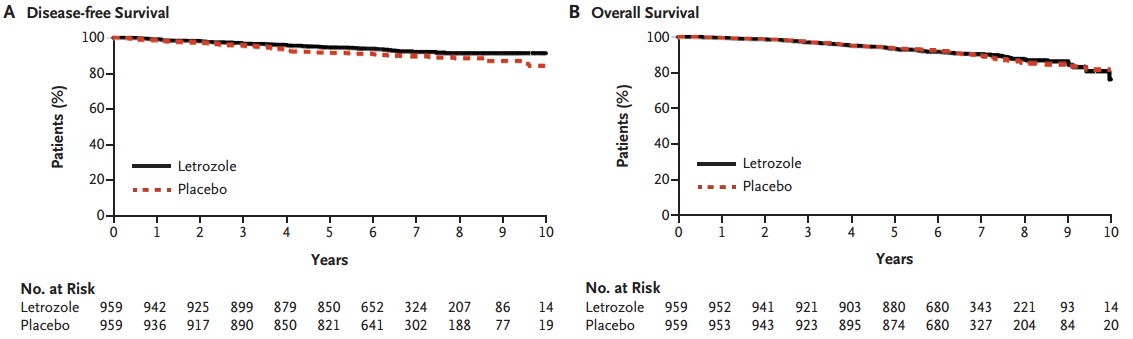 A Disease-free Survival
100
80
60
40
20
0
Patients (%)
Letrozole
Placebo
0 1 2 3 4 5 6 7 8 9 10
Years
No. at Risk
Letrozole 959 942 925 899 879 850 652 324 207 86 14
Placebo 959 936 917 890 850 821 641 302 188 77 19
B Overall Survival
100
80
60
40
20
0
Patients (%)
Letrozole
Placebo
0 1 2 3 4 5 6 7 8 9 10
Years
No. at Risk
Letrozole 959 952 941 921 903 880 680 343 221 93 14
Placebo 959 953 943 923 895 874 680 327 204 84 20